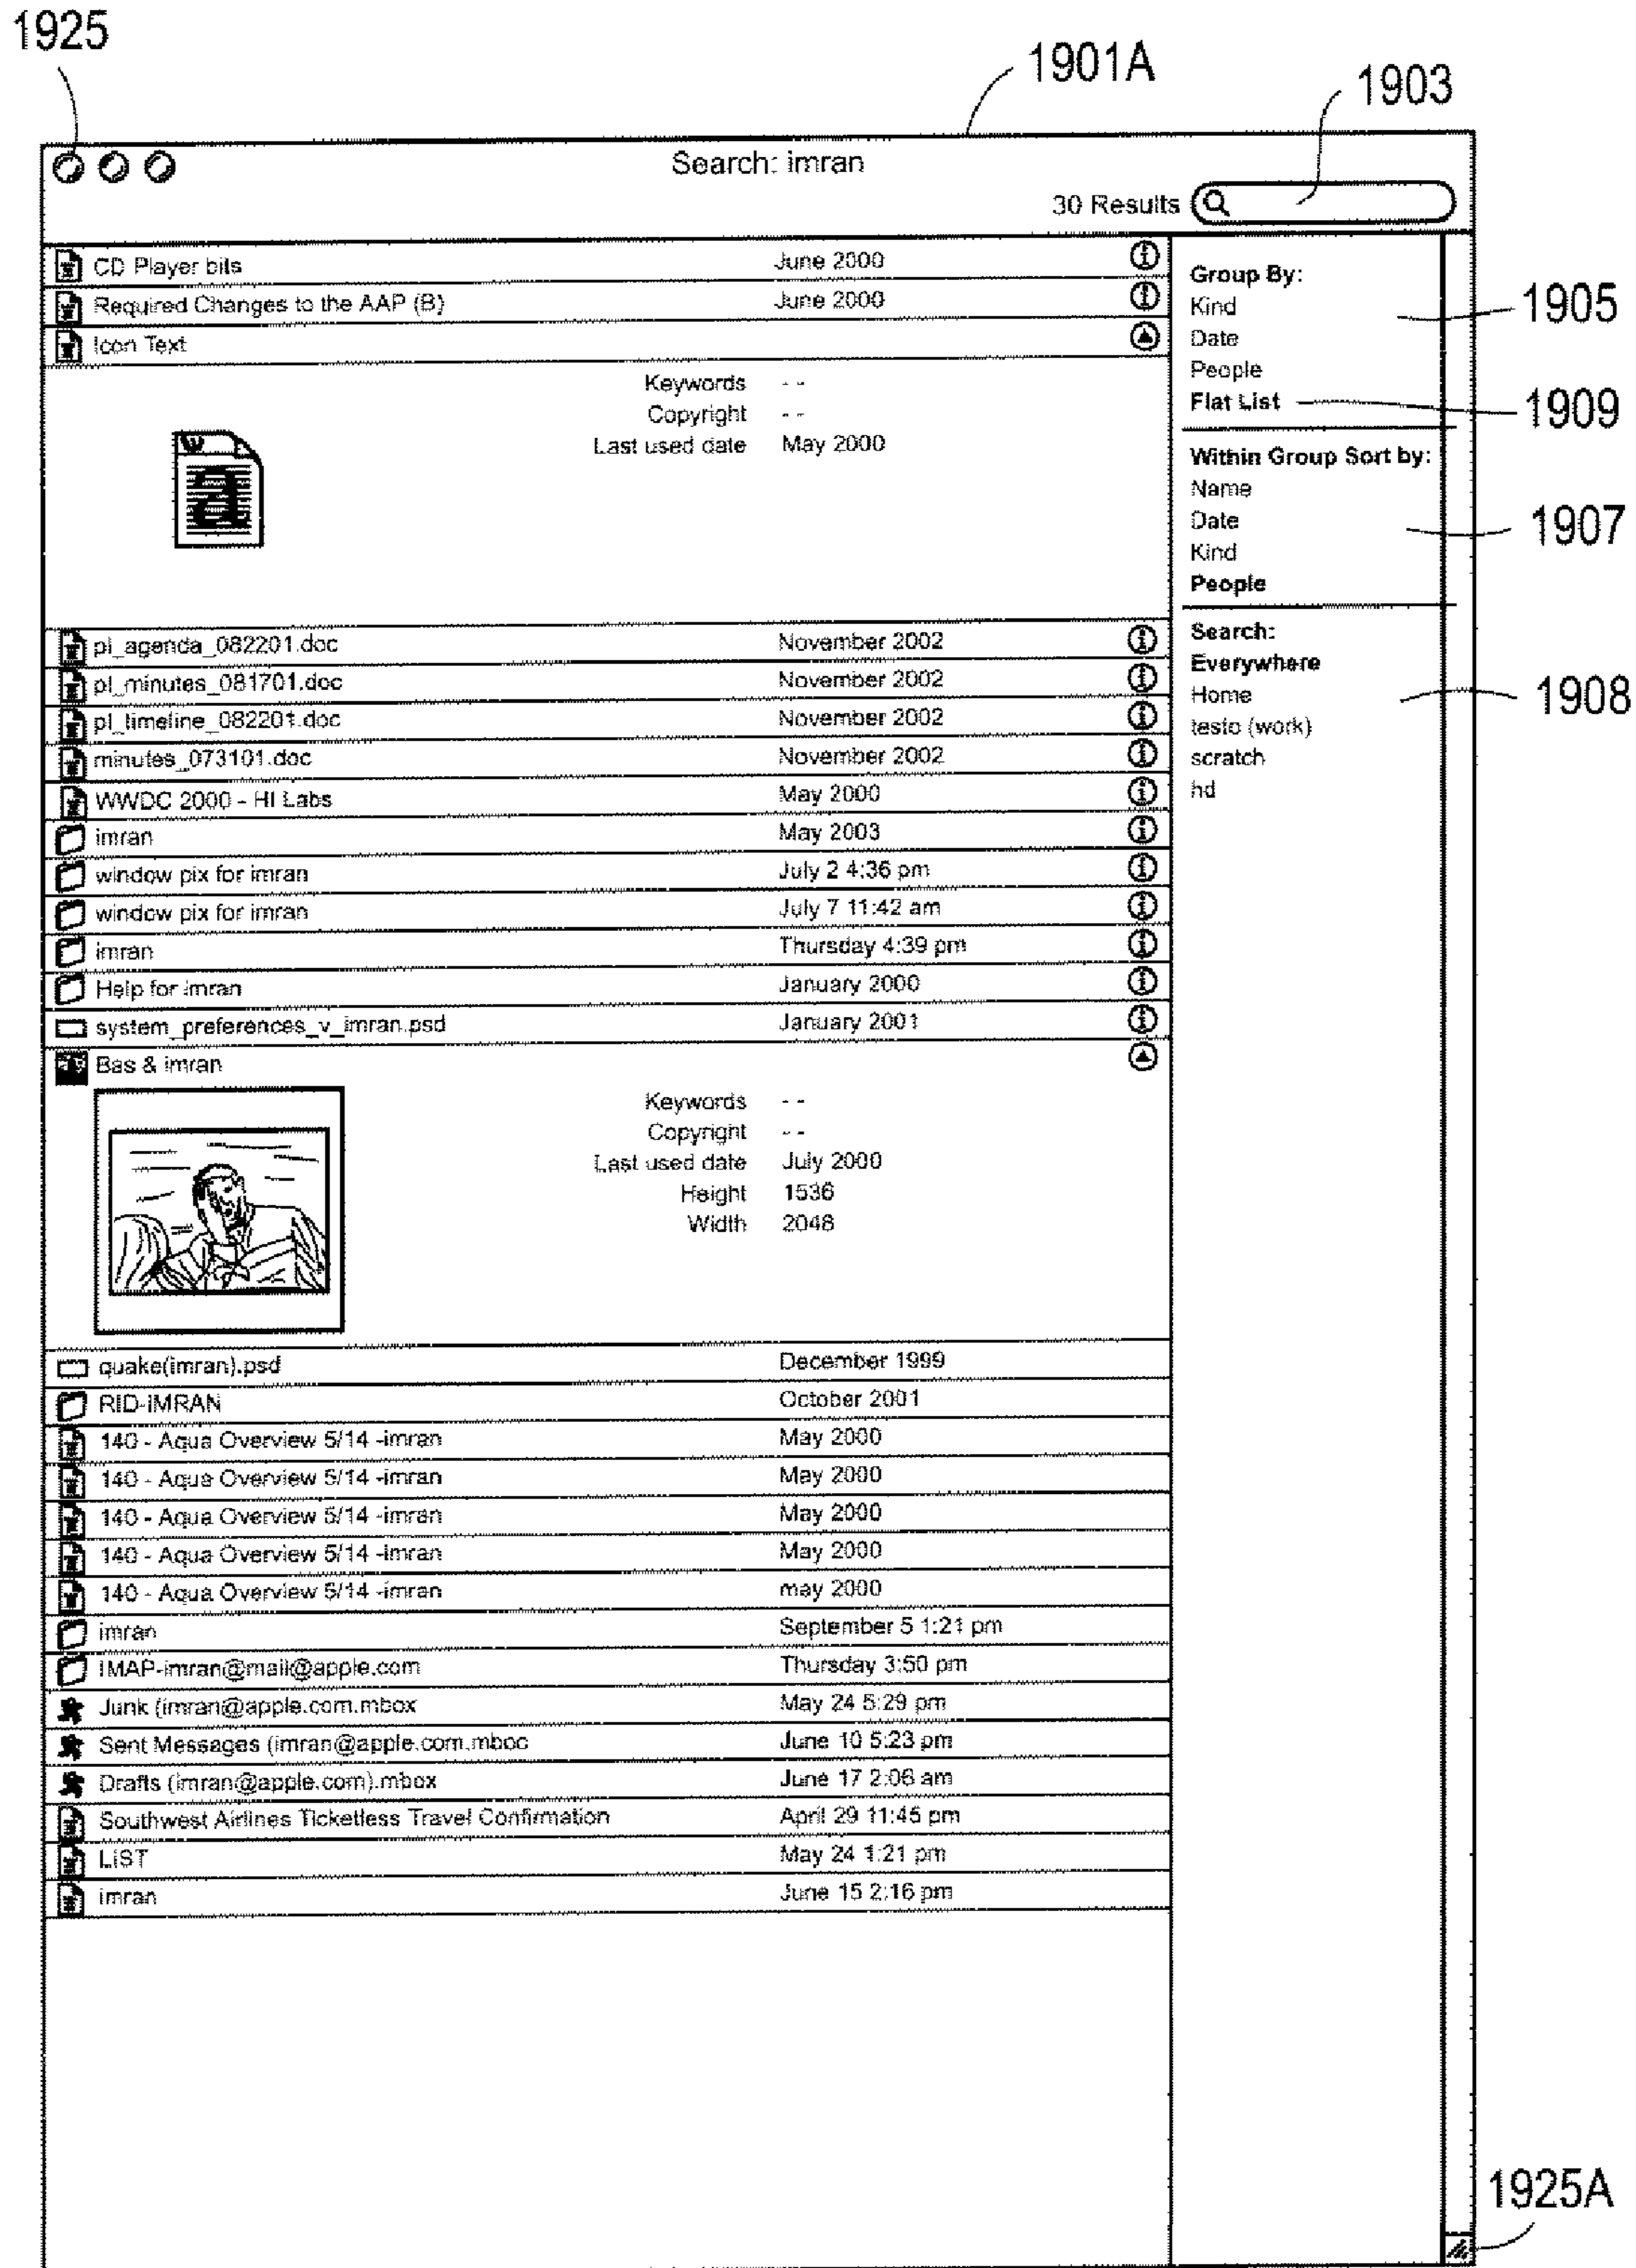 1925
1901A
1903
Search: imran
30 Results
CD Player bits June 2000
Required Changes to the AAP (B) June 2000
Icon Text
Keywords - -
Copyright - -
Last used date May 2000
W
a
pl_agenda_082201.doc November 2002
pl_minutes_081701.doc November 2002
pl_timeline_082201.doc November 2002
minutes_073101.doc November 2002
WWDC 2000 - HI Labs May 2000
imran May 2003
window pix for imran July 2 4:36 pm
window pix for imran July 7 11:42 am
imran Thursday 4:39 pm
Help for imran January 2000
system_preferences_v_imran.psd January 2001
Bas & imran
Keywords - -
Copyright - -
Last used date July 2000
Height 1536
Width 2048
quake(imran).psd December 1999
RID-IMRAN October 2001
140 - Aqua Overview 5/14 -imran May 2000
140 - Aqua Overview 5/14 -imran May 2000
140 - Aqua Overview 5/14 -imran May 2000
140 - Aqua Overview 5/14 -imran May 2000
140 - Aqua Overview 5/14 -imran may 2000
imran September 5 1:21 pm
IMAP-imran@mail@apple.com Thursday 3:50 pm
Junk (imran@apple.com.mbox May 24 5:29 pm
Sent Messages (imran@apple.com.mboc June 10 5:23 pm
Drafts (imran@apple.com).mbox June 17 2:06 am
Southwest Airlines Ticketless Travel Confirmation April 29 11:45 pm
LiST May 24 1:21 pm
imran June 15 2:16 pm
Group By:
Kind
Date
People
Flat List
Within Group Sort by:
Name
Date
Kind
People
Search:
Everywhere
Home
testo (work)
scratch
hd
1905
1909
1907
1908
1925A